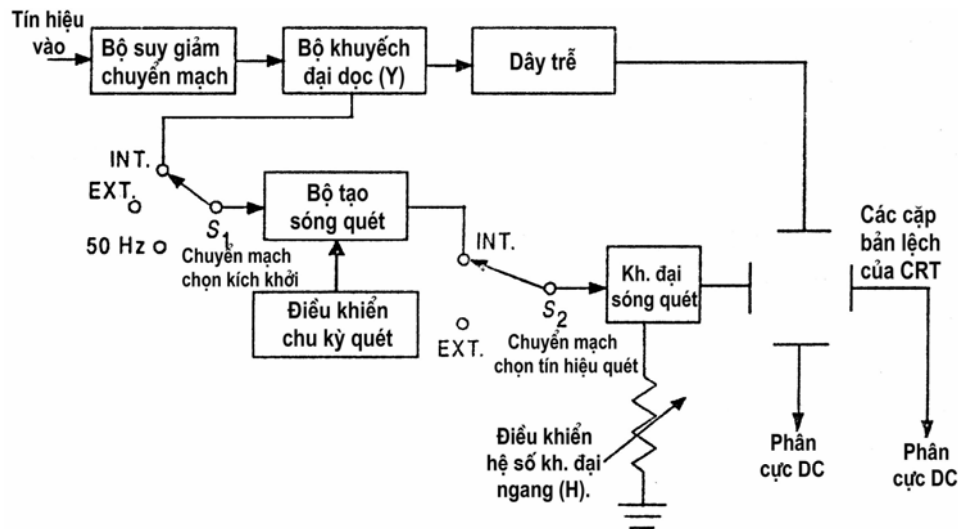 Tín hiệu
vào
Bộ suy giảm
chuyển mạch
Bộ khuyếch
đại dọc (Y)
Dây trễ
INT.
EXT.
50 Hz
S1
Chuyển mạch
chọn kích khởi
Bộ tạo
sóng quét
Điều khiển
chu kỳ quét
INT.
EXT.
S2
Chuyển mạch
chọn tín hiệu quét
Kh. đại
sóng quét
Các cặp
bản lệch
của CRT
Điều khiển
hệ số kh. đại
ngang (H).
Phân
cực DC
Phân
cực DC